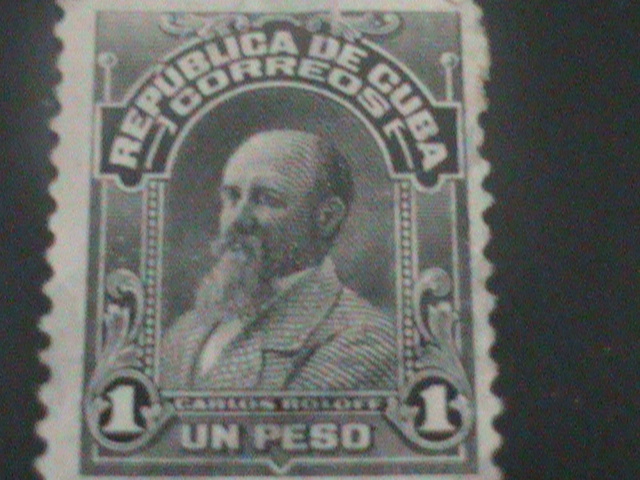 REPUBLICA DE CUBA
CORREOS
CARLOS ROLOFF
1 1
UN PESO